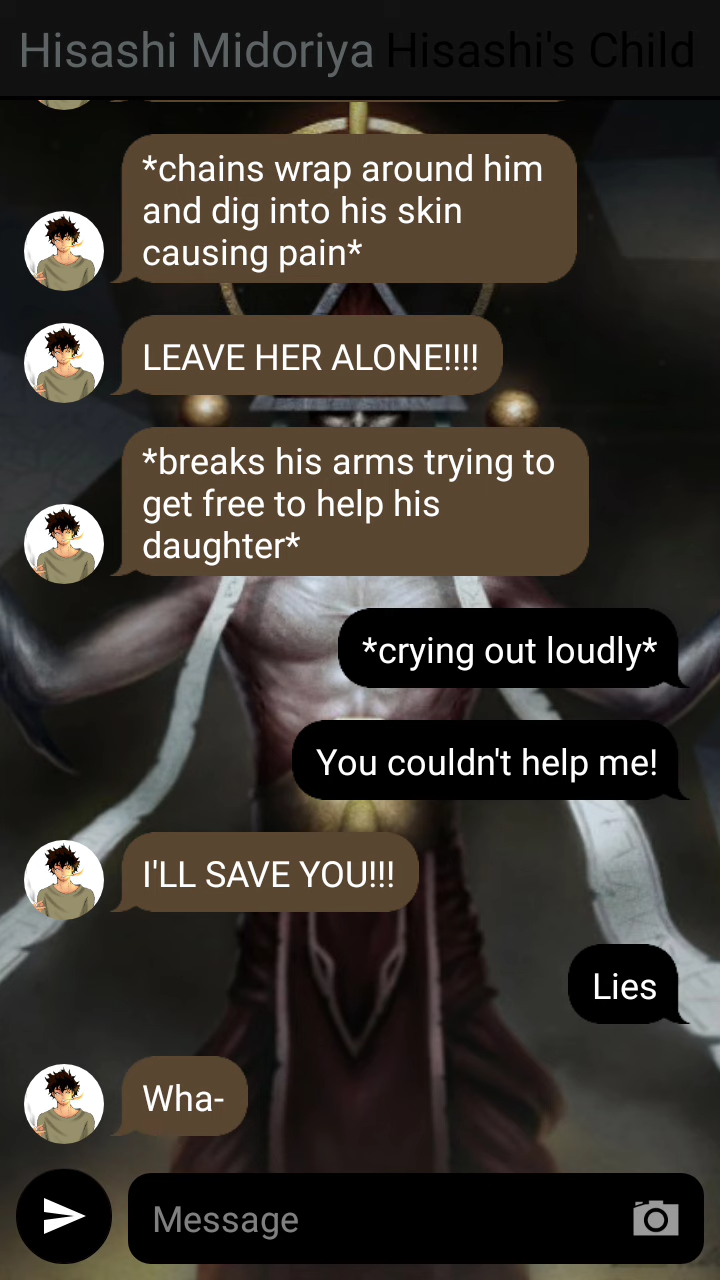 Hisashi Midoriya Hisashi's Child
*chains wrap around him
and dig into his skin
causing pain*
LEAVE HER ALONE!!!!
*breaks his arms trying to
get free to help his
daughter*
*crying out loudly*
You couldn't help me!
I'LL SAVE YOU!!!
Lies
Wha-
Message